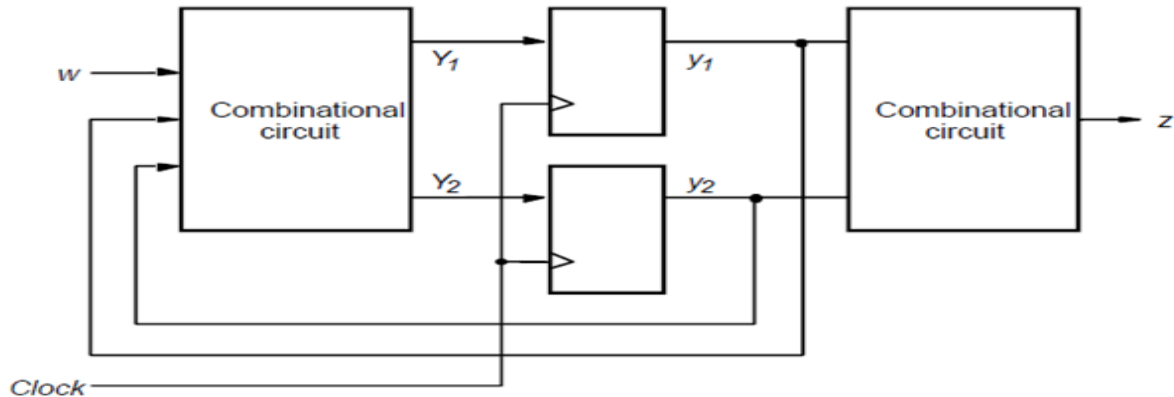 w
Combinational
circuit
Y1
Y2
y1
y2
Combinational
circuit
z
Clock